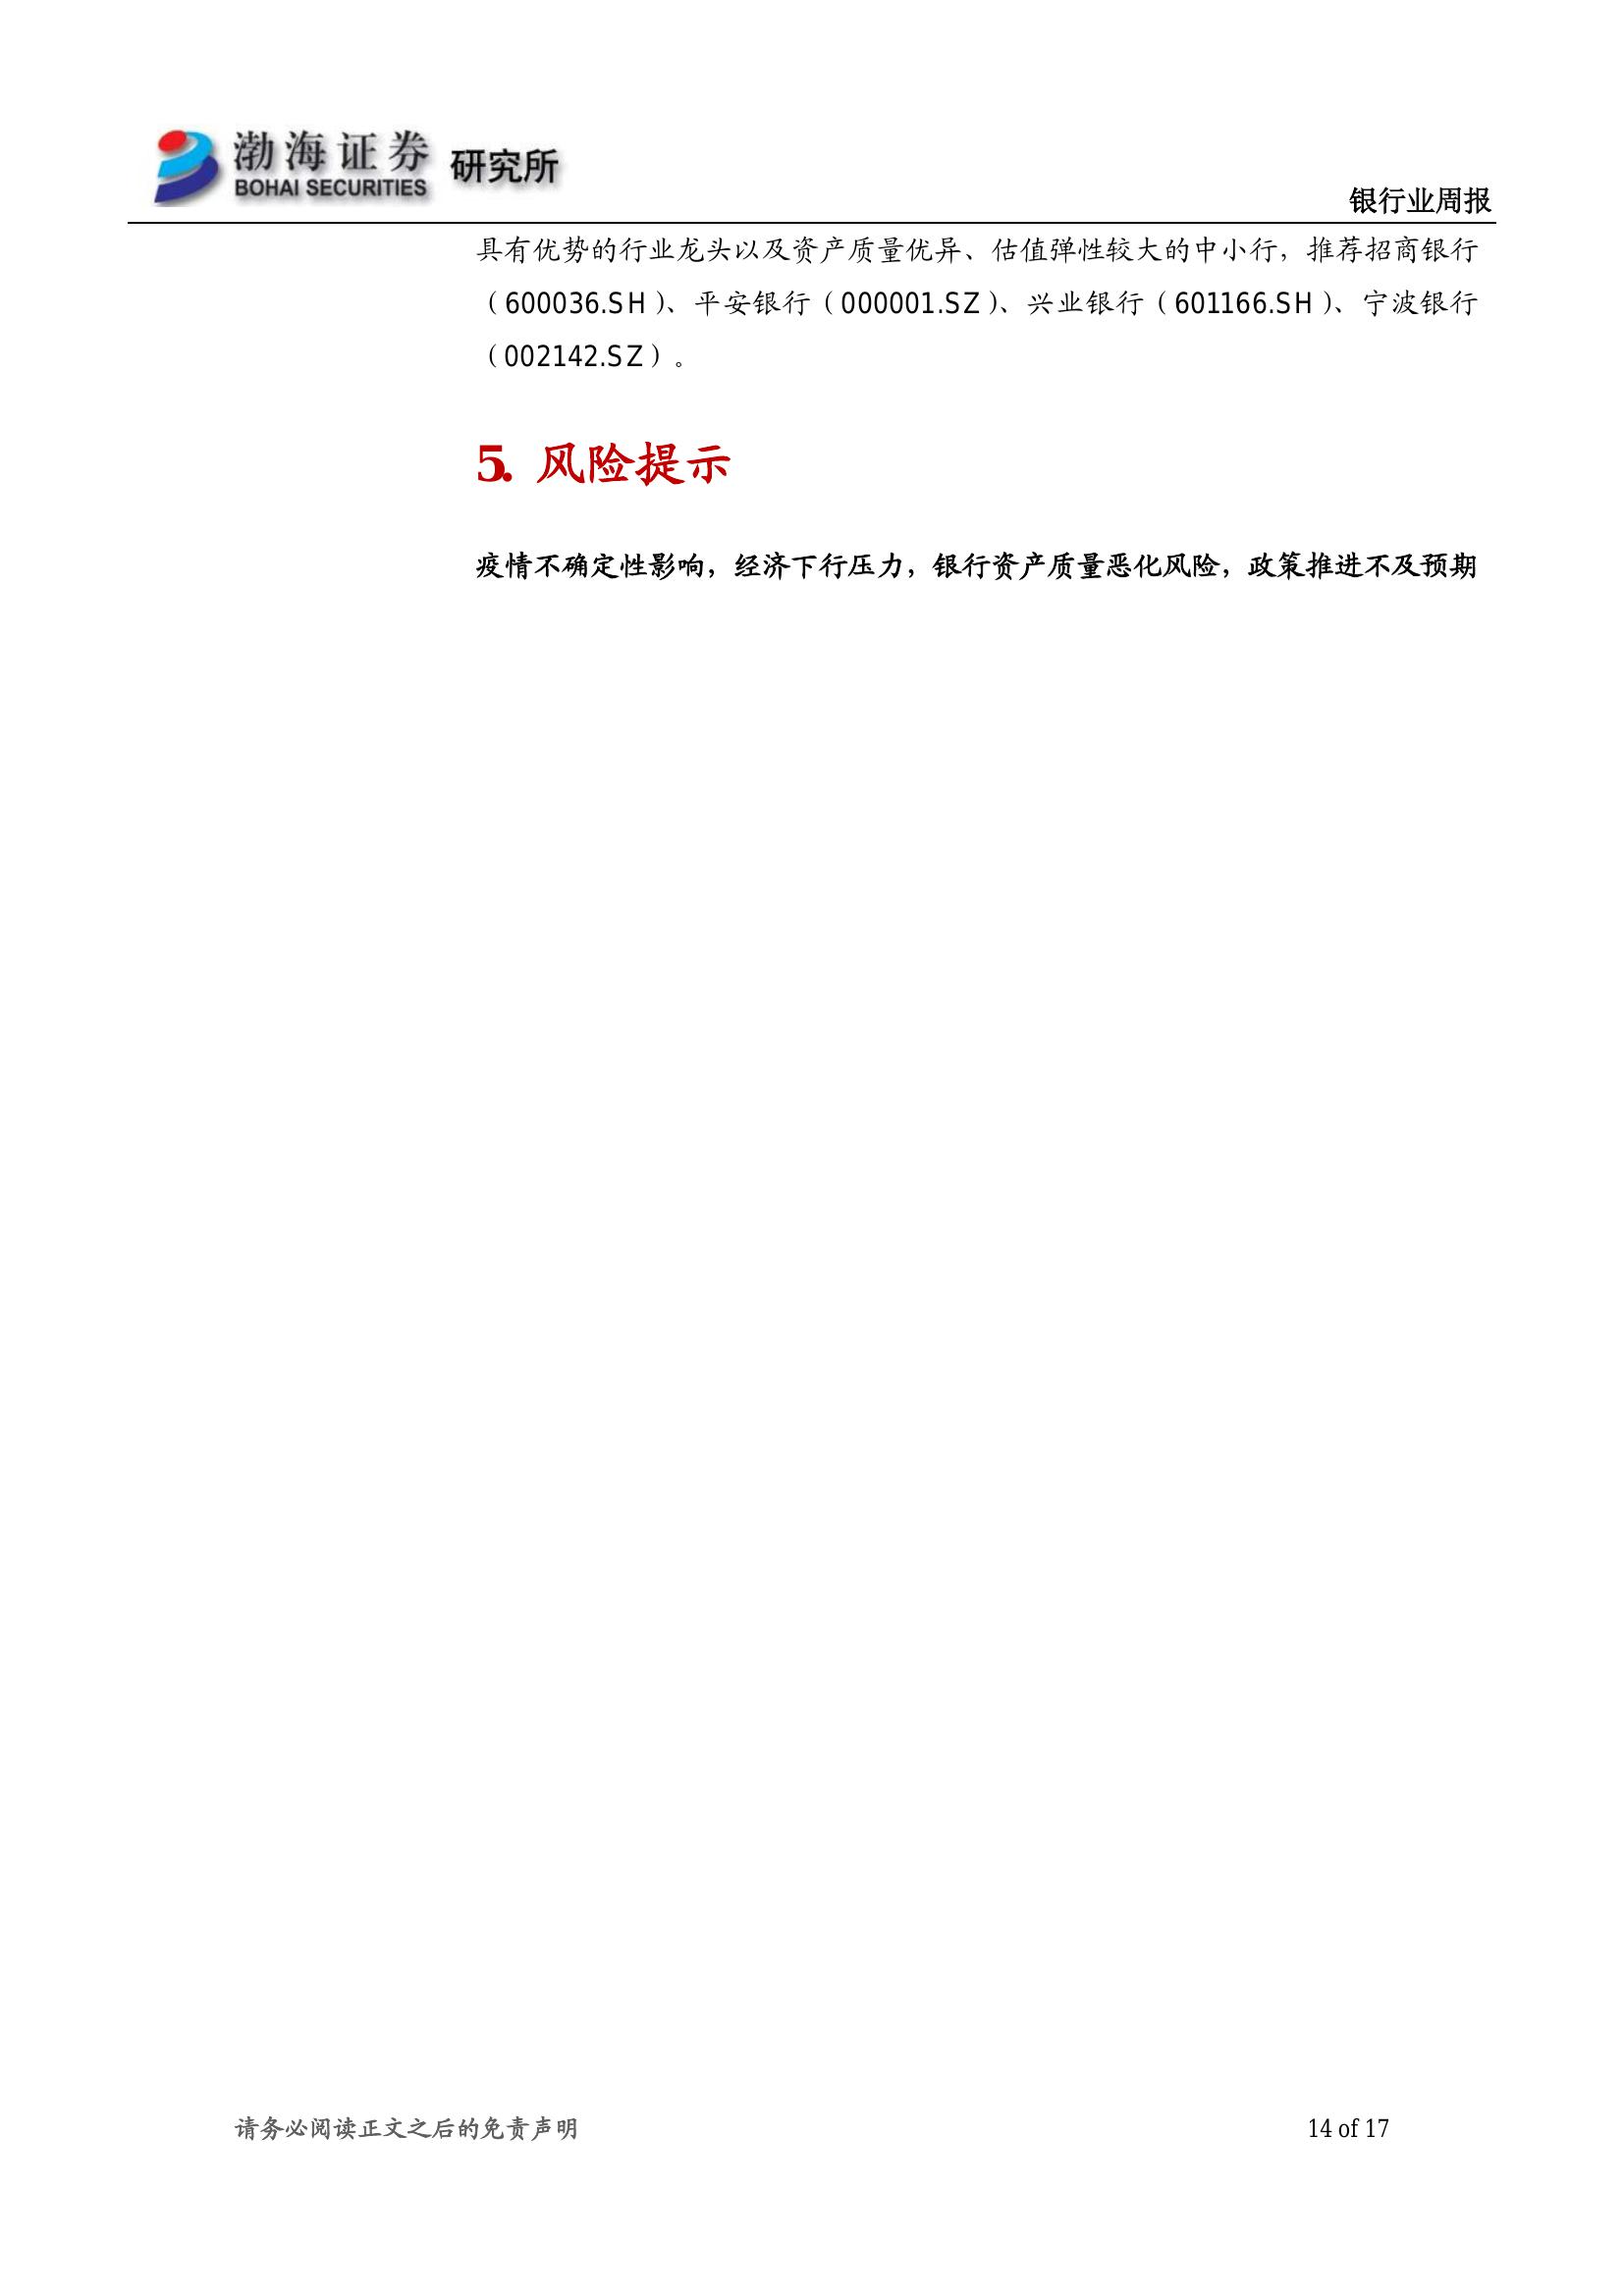 渤海证券
BOHAI SECURITIES
研究所
银行业周报
具有优势的行业龙头以及资产质量优异、估值弹性较大的中小行，推荐招商银行
（600036.SH）、平安银行（000001.SZ）、兴业银行（601166.SH）、宁波银行
（002142.SZ）。
5. 风险提示
疫情不确定性影响，经济下行压力，银行资产质量恶化风险，政策推进不及预期
请务必阅读正文之后的免责声明
14 of 17